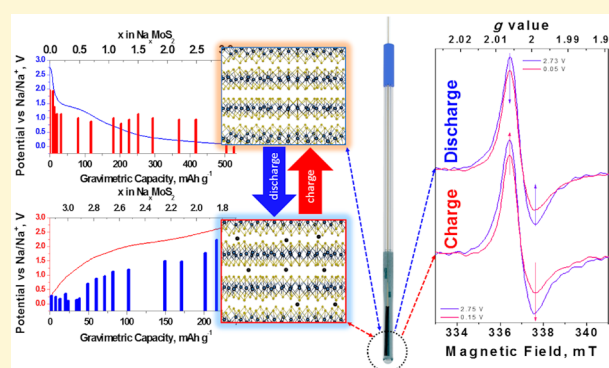 x in NaxMoS2
0.0 0.5 1.0 1.5 2.0 2.5
Potential vs Na/Na+, V
3.0
2.5
2.0
1.5
1.0
0.5
0.0
0 100 200 300 400 500
Gravimetric Capacity, mAh g-1
x in NaxMoS2
3.0 2.8 2.6 2.4 2.2 2.0 1.8
Potential vs Na/Na+, V
3.0
2.5
2.0
1.5
1.0
0.5
0.0
0 50 100 150 200
Gravimetric Capacity, mAh g-1
discharge
charge
g value
2.02 2.01 2 1.99 1.9
2.73 V
0.05 V
Discharge
Charge
2.75 V
0.15 V
334 336 338 340
Magnetic Field, mT